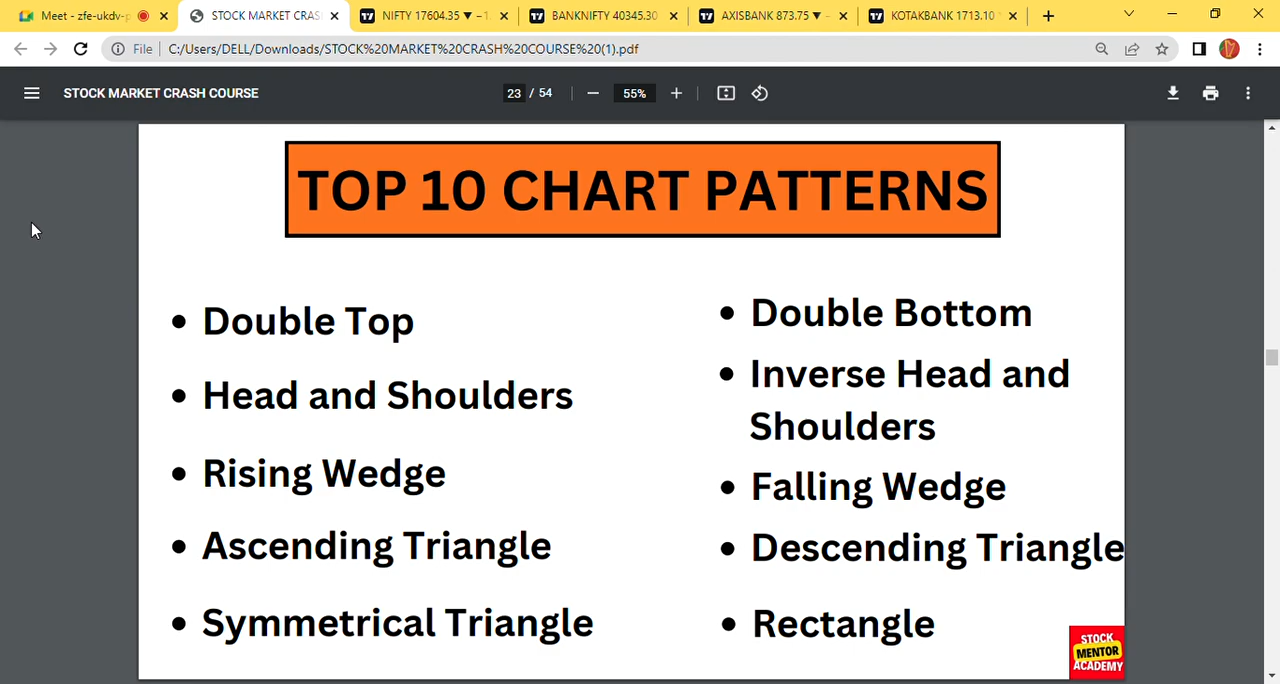 Meet - zfe-ukdv-p
STOCK MARKET CRAS
NIFTY 17604.35 ▼ −1.
BANKNIFTY 40345.30
AXISBANK 873.75 ▼ −
KOTAKBANK 1713.10
File C:/Users/DELL/Downloads/STOCK%20MARKET%20CRASH%20COURSE%20(1).pdf
STOCK MARKET CRASH COURSE
23 / 54
55%
TOP 10 CHART PATTERNS
• Double Top
• Head and Shoulders
• Rising Wedge
• Ascending Triangle
• Symmetrical Triangle
• Double Bottom
• Inverse Head and
Shoulders
• Falling Wedge
• Descending Triangle
• Rectangle
STOCK
MENTOR
ACADEMY